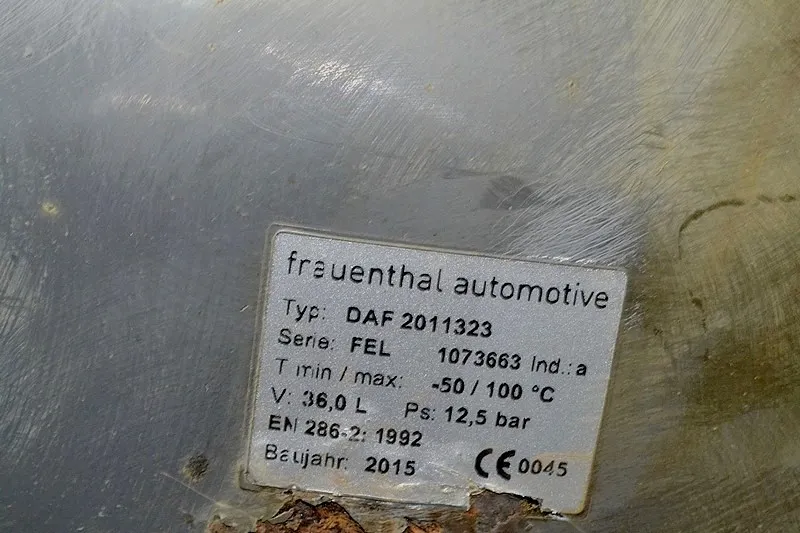 frauenthal automotive
Typ: DAF 2011323
Serie: FEL 1073663 Ind.: a
T min / max: -50 / 100 °C
V: 36,0 L Ps: 12,5 bar
EN 286-2: 1992
Baujahr: 2015 CE 0045